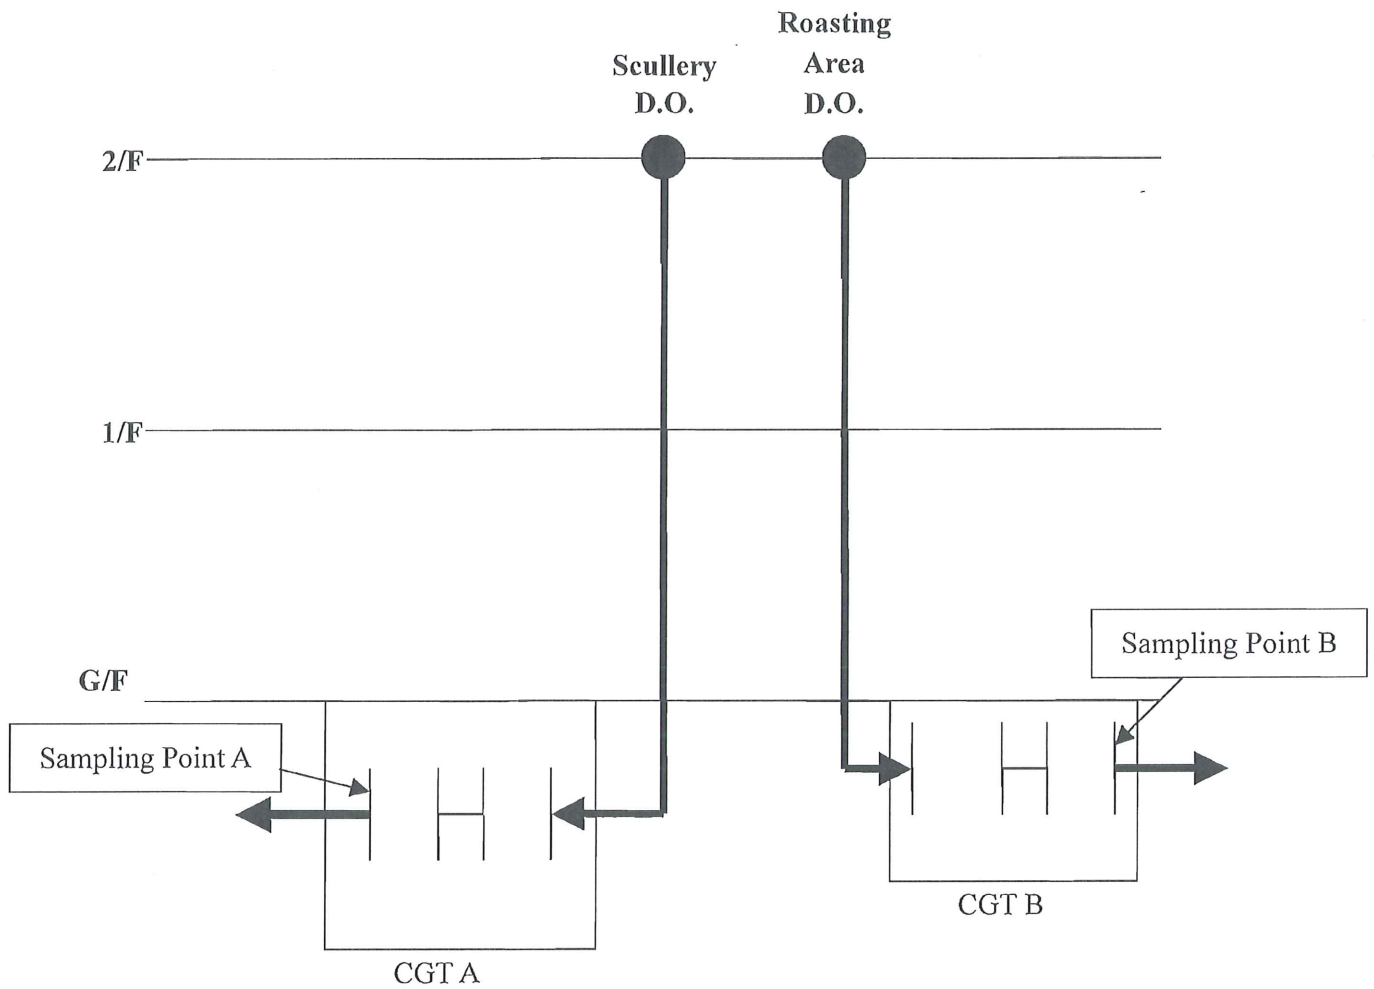 Roasting
Area
D.O.
Scullery
D.O.
2/F
1/F
G/F
Sampling Point B
Sampling Point A
CGT B
CGT A